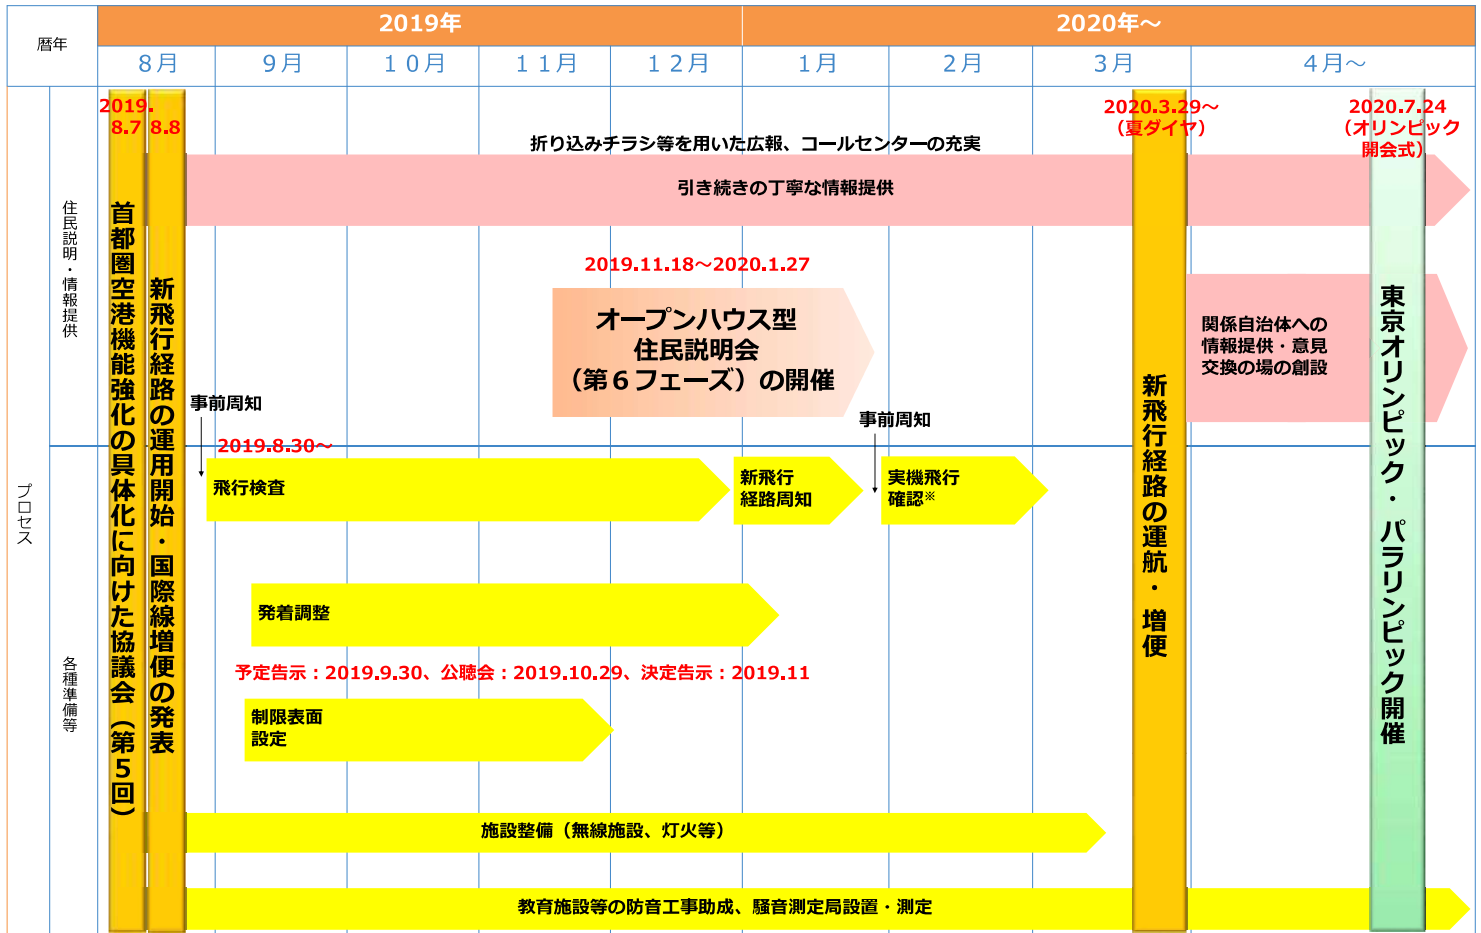 暦年
2019年
2020年～
８月
９月
１０月
１１月
１２月
１月
２月
３月
４月～
プロセス
住民説明・情報提供
各種準備等
2019.
8.7
首都圏空港機能強化の具体化に向けた協議会（第５回）
8.8
新飛行経路の運用開始・国際線増便の発表
折り込みチラシ等を用いた広報、コールセンターの充実
引き続きの丁寧な情報提供
2019.11.18～2020.1.27
オープンハウス型
住民説明会
（第６フェーズ）の開催
2020.3.29～
（夏ダイヤ）
新飛行経路の運航・増便
関係自治体への
情報提供・意見
交換の場の創設
2020.7.24
（オリンピック
開会式）
東京オリンピック・パラリンピック開催
事前周知
2019.8.30～
飛行検査
新飛行
経路周知
事前周知
実機飛行
確認※
発着調整
予定告示：2019.9.30、公聴会：2019.10.29、決定告示：2019.11
制限表面
設定
施設整備（無線施設、灯火等）
教育施設等の防音工事助成、騒音測定局設置・測定